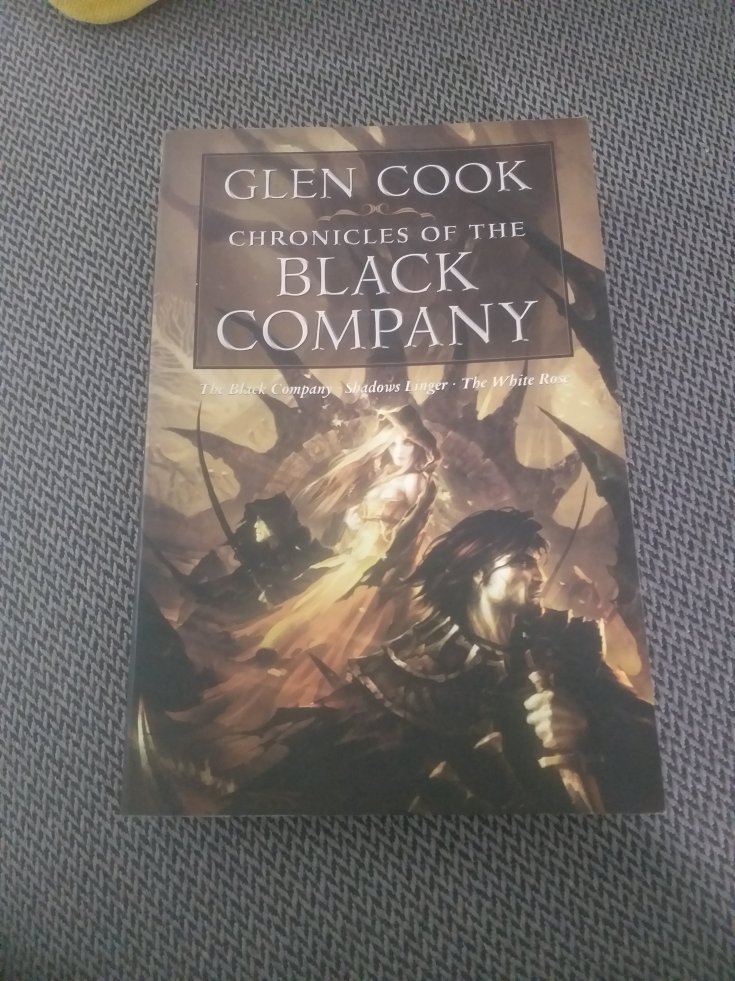 GLEN COOK
CHRONICLES OF THE
BLACK
COMPANY
The Black Company · Shadows Linger · The White Rose